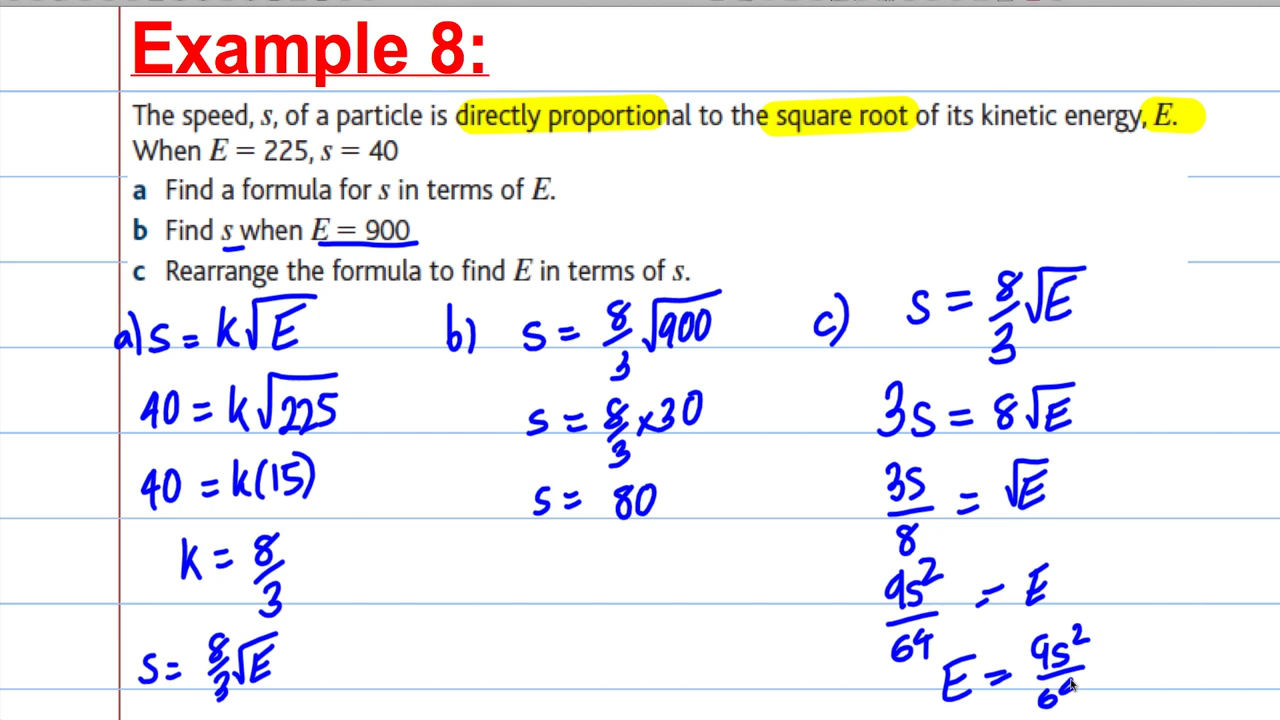 Example 8:
The speed, s, of a particle is directly proportional to the square root of its kinetic energy, E.
When E = 225, s = 40
a Find a formula for s in terms of E.
b Find s when E = 900
c Rearrange the formula to find E in terms of s.
a) s = k√E
40 = k√225
40 = k(15)
k = 8/3
s = 8/3 √E
b) s = 8/3 √900
s = 8/3 × 30
s = 80
c) s = 8/3 √E
3s = 8√E
3s/8 = √E
9s²/64 = E
E = 9s²/64